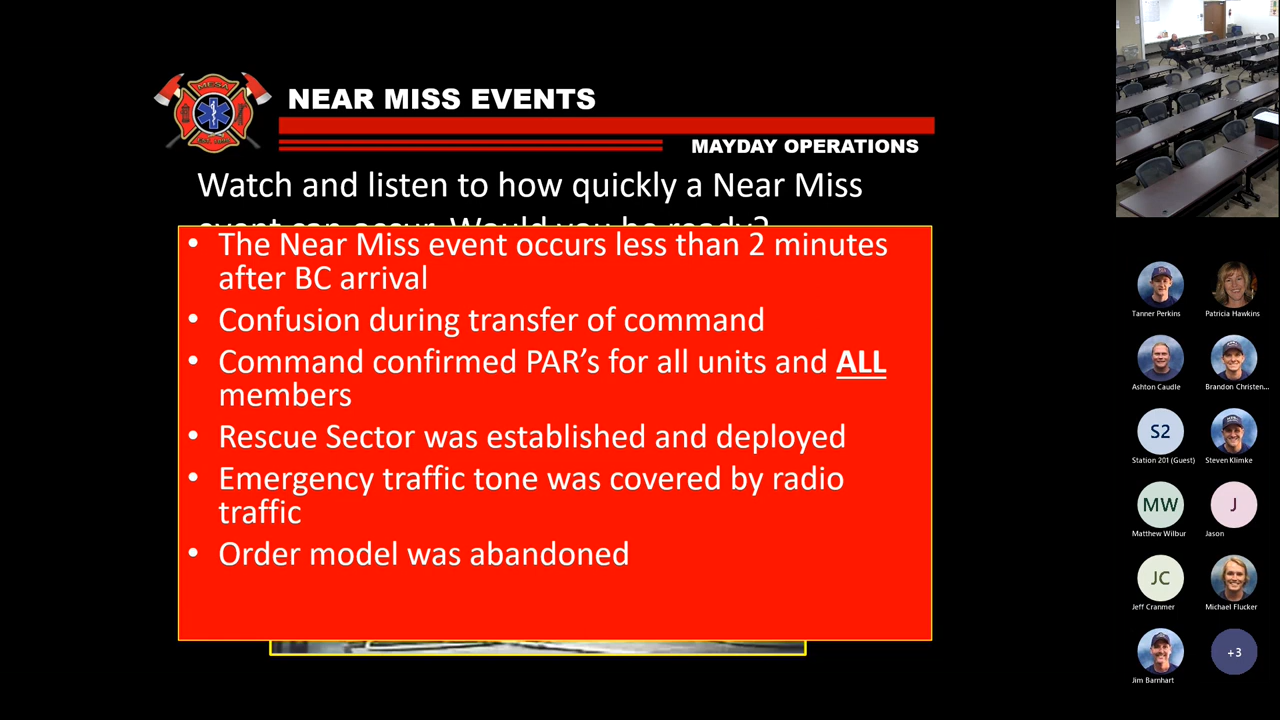 NEAR MISS EVENTS
MAYDAY OPERATIONS
Watch and listen to how quickly a Near Miss
event can occur. Would you be ready?
• The Near Miss event occurs less than 2 minutes
after BC arrival
• Confusion during transfer of command
• Command confirmed PAR’s for all units and ALL
members
• Rescue Sector was established and deployed
• Emergency traffic tone was covered by radio
traffic
• Order model was abandoned
MESA
Tanner Perkins
Patricia Hawkins
Ashton Caudle
Brandon Christen...
S2
Station 201 (Guest)
Steven Klimke
MW
Matthew Wilbur
J
Jason
JC
Jeff Cranmer
Michael Flucker
Jim Barnhart
+3